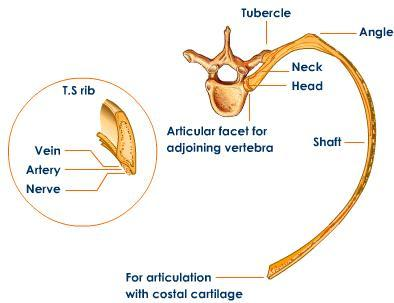 Tubercle
Angle
Neck
Head
T.S rib
Articular facet for
adjoining vertebra
Shaft
Vein
Artery
Nerve
For articulation
with costal cartilage